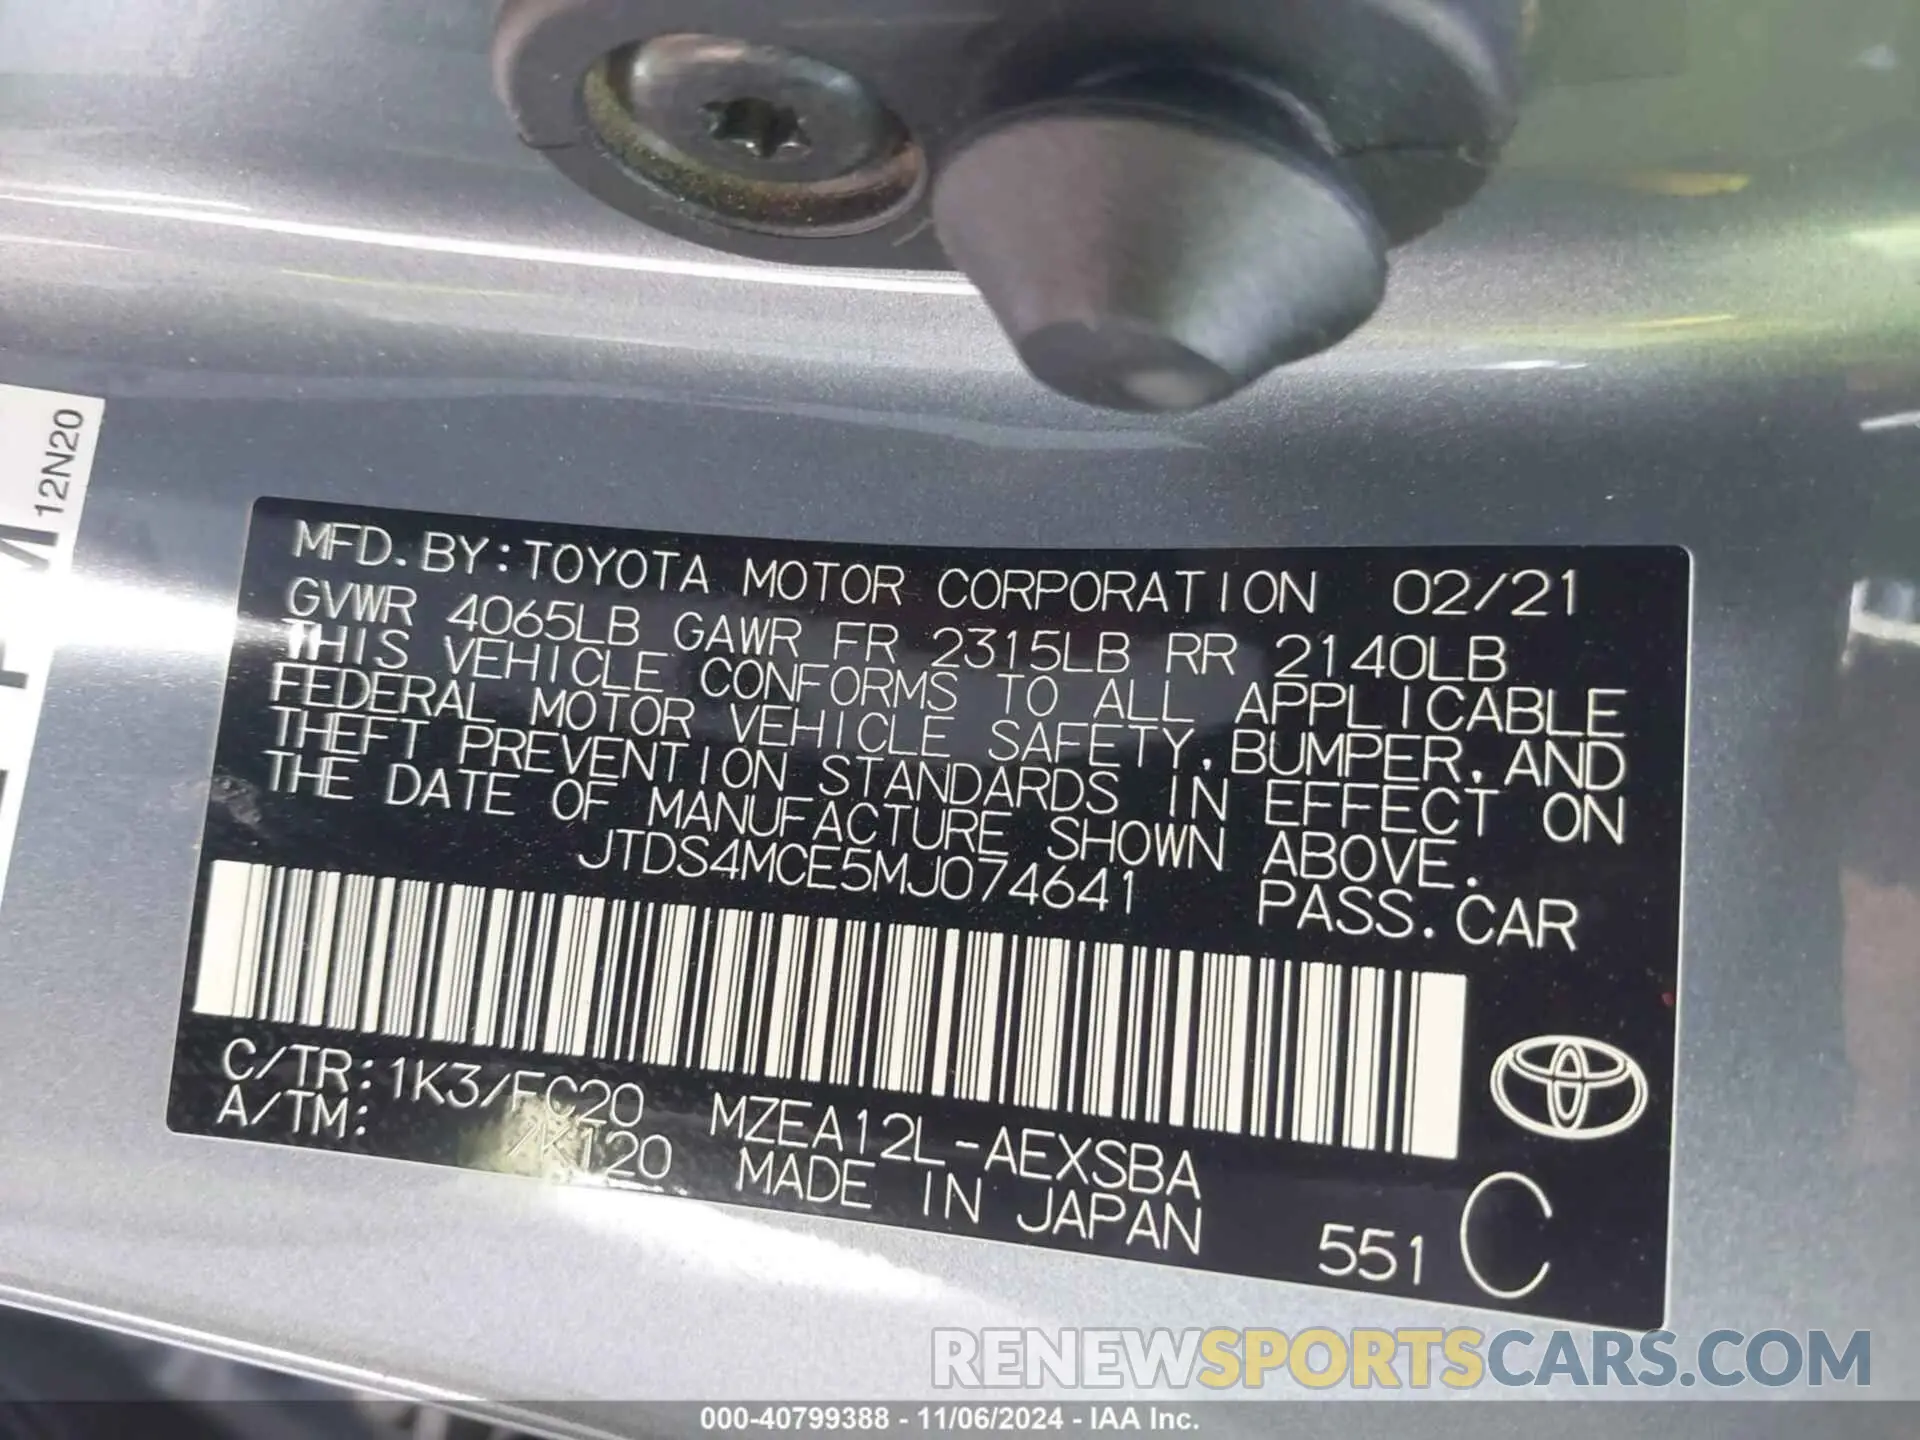 12N20
MFD. BY: TOYOTA MOTOR CORPORATION 02/21
GVWR 4065LB GAWR FR 2315LB RR 2140LB
THIS VEHICLE CONFORMS TO ALL APPLICABLE
FEDERAL MOTOR VEHICLE SAFETY, BUMPER, AND
THEFT PREVENTION STANDARDS IN EFFECT ON
THE DATE OF MANUFACTURE SHOWN ABOVE.
JTDS4MCE5MJ074641 PASS. CAR
C/TR: 1K3/FC20 MZEA12L-AEXSBA
A/TM: /K120 MADE IN JAPAN
551 C
RENEWSPORTSCARS.COM
000-40799388 - 11/06/2024 - IAA Inc.